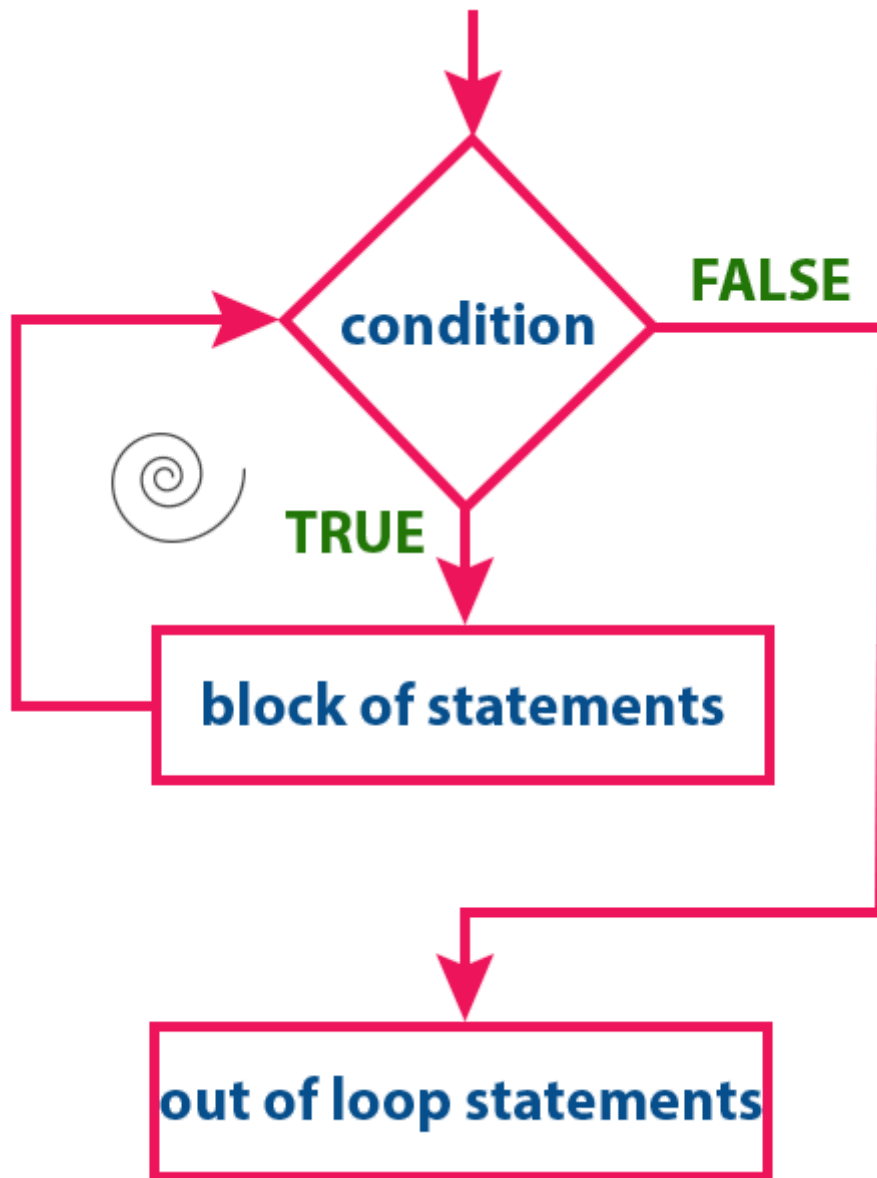 FALSE
condition
TRUE
block of statements
out of loop statements